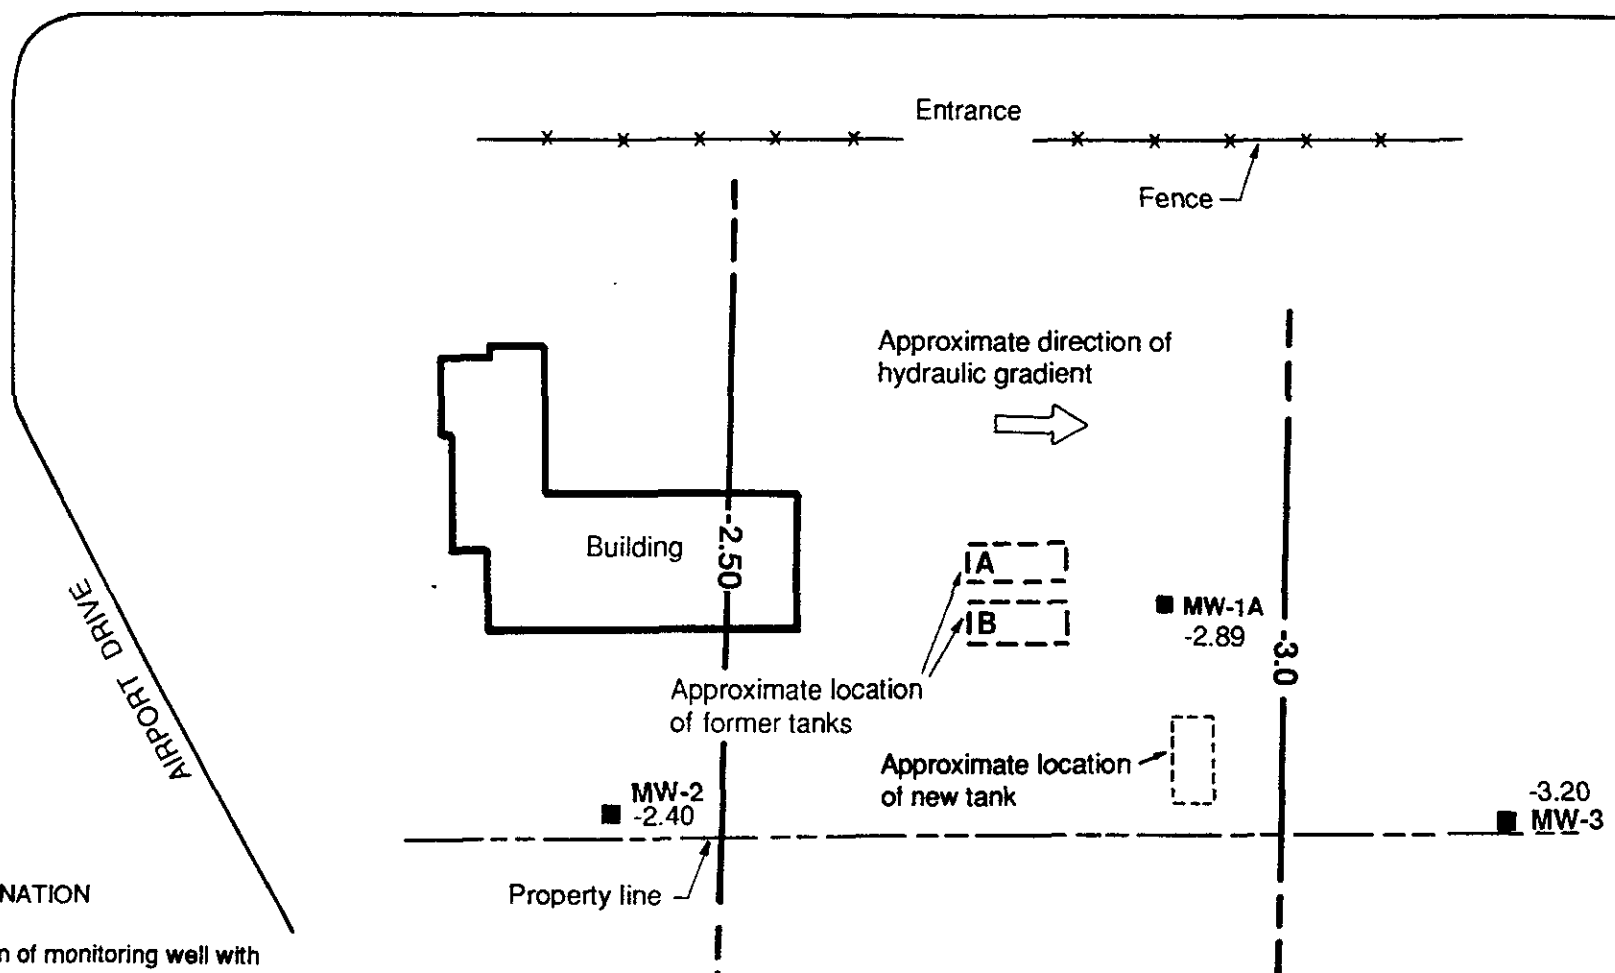 Entrance
Fence
Approximate direction of
hydraulic gradient
Building
-2.50
A
B
MW-1A
-2.89
-3.0
Approximate location
of former tanks
AIRPORT DRIVE
Approximate location
of new tank
MW-2
-2.40
-3.20
MW-3
Property line
NATION
n of monitoring well with